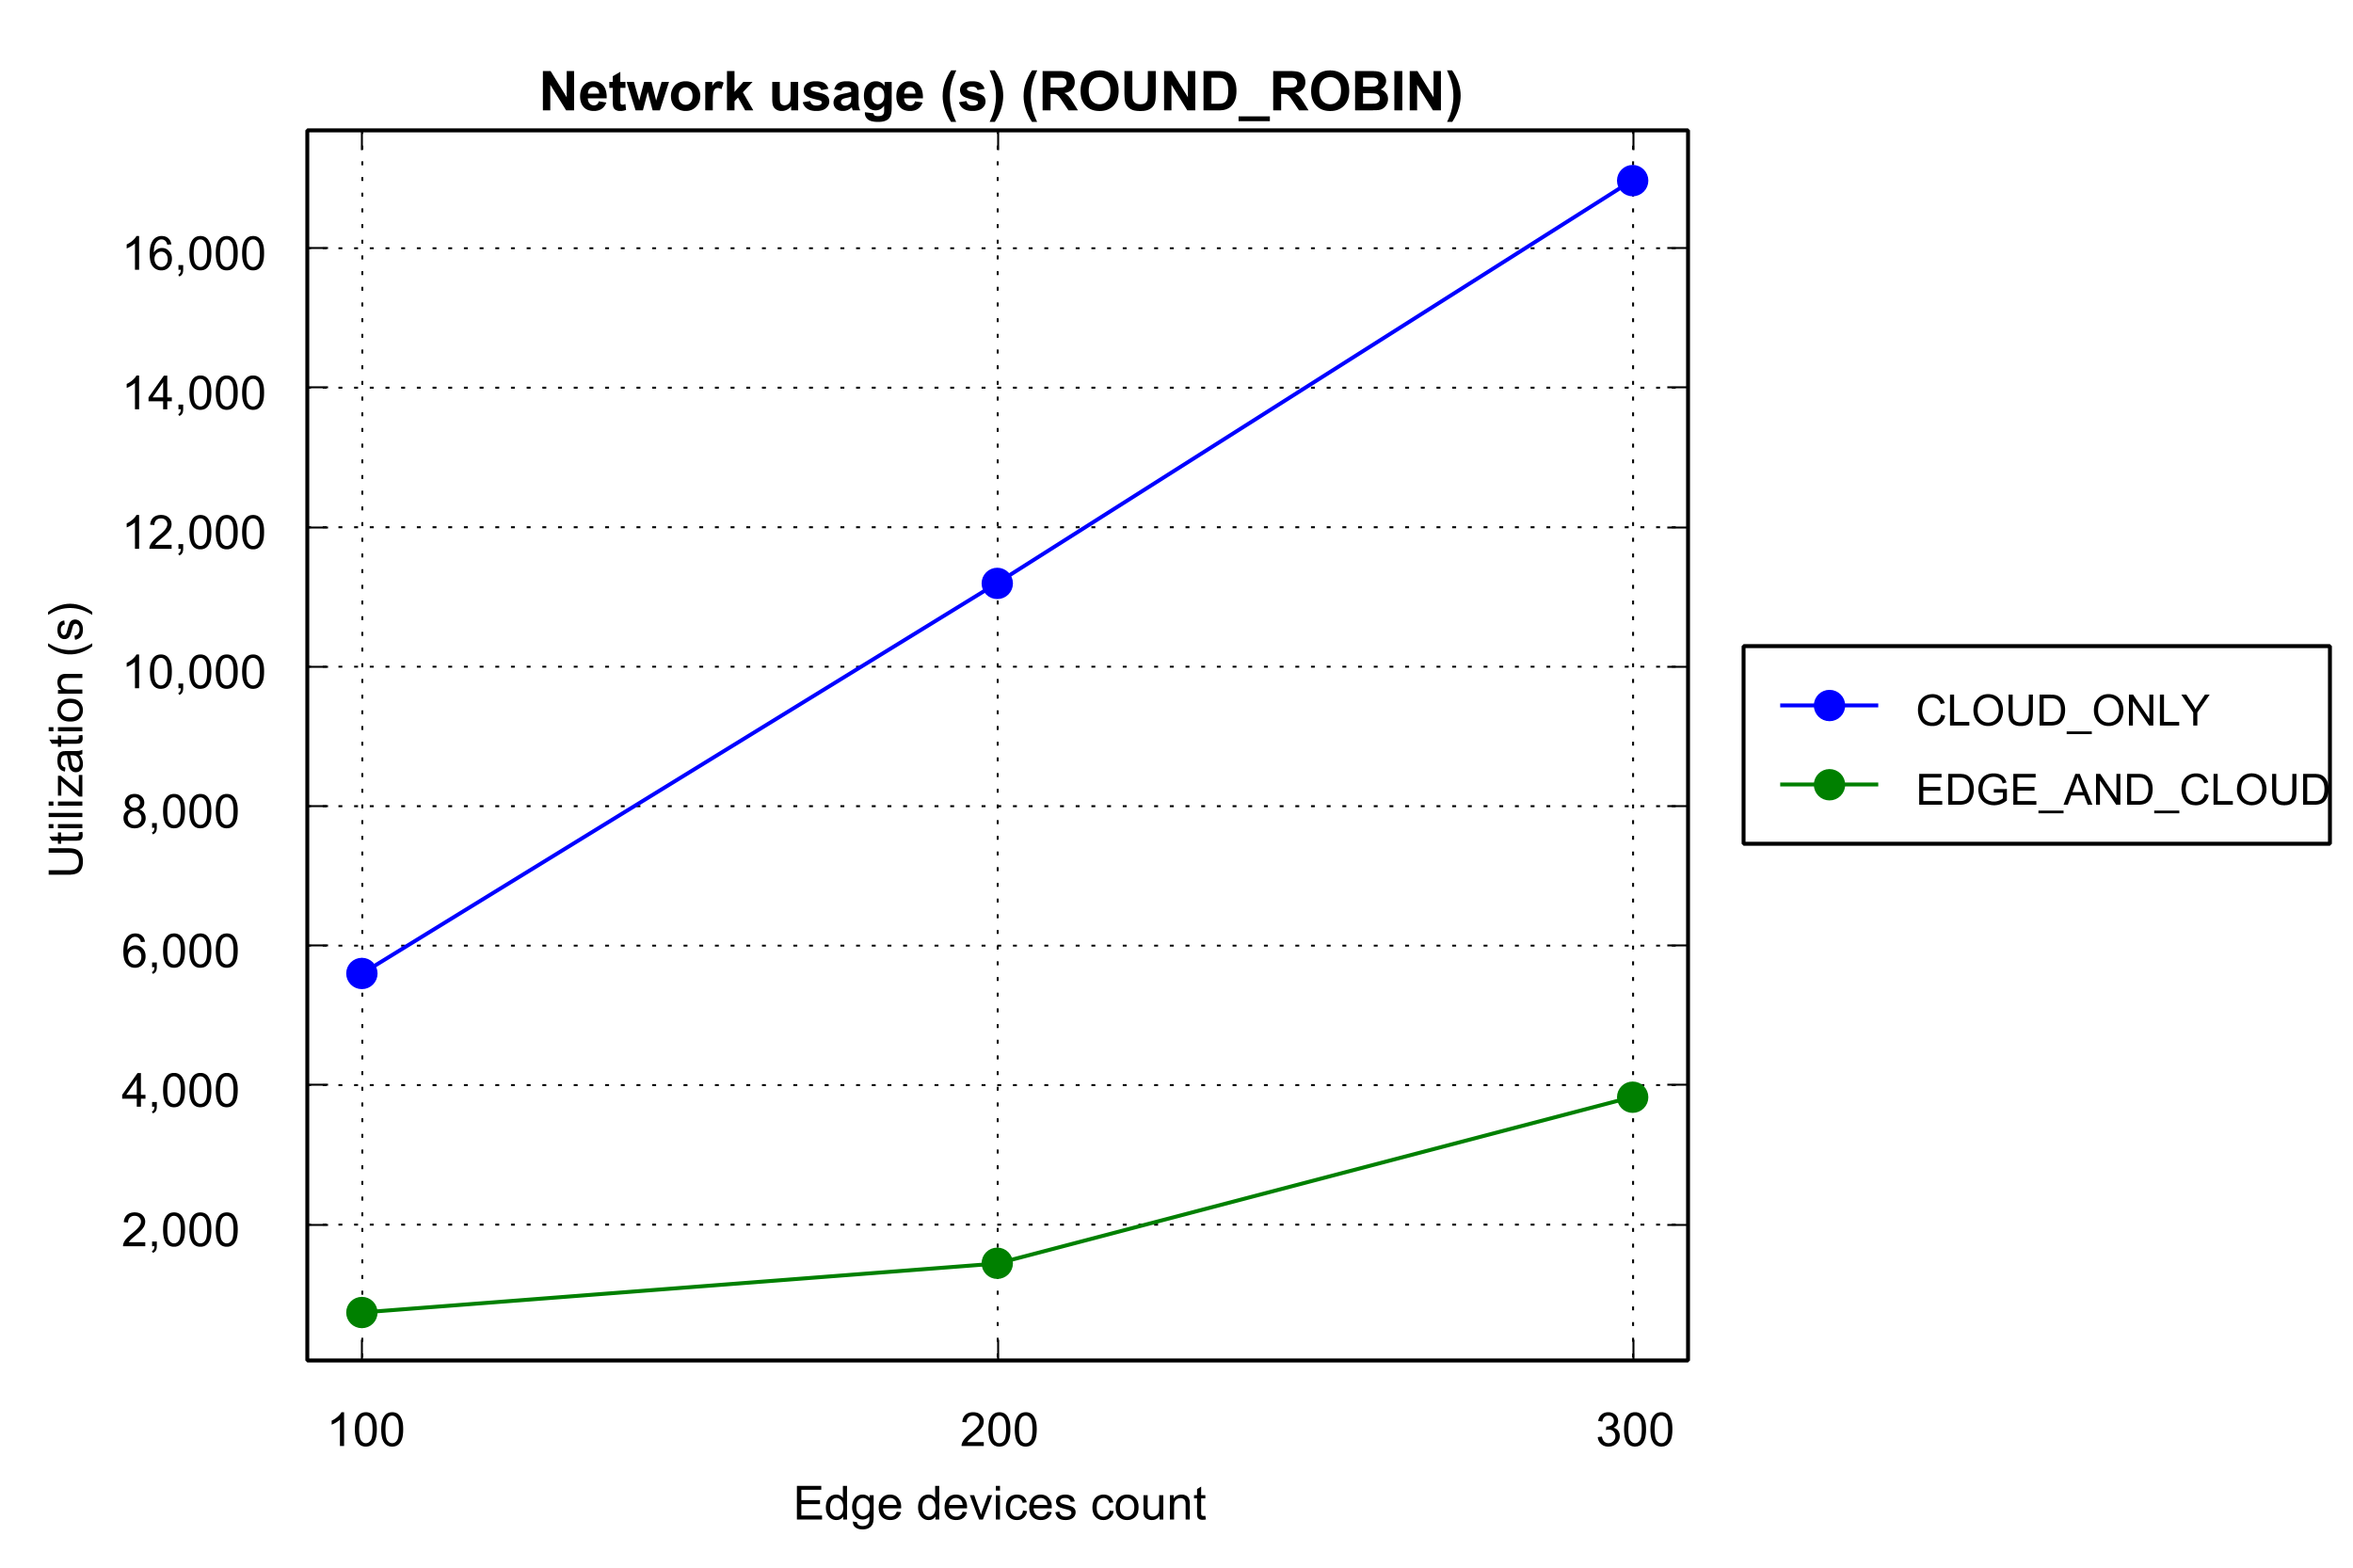 Network usage (s) (ROUND_ROBIN)
16,000
14,000
12,000
10,000
8,000
6,000
4,000
2,000
Utilization (s)
100
200
300
Edge devices count
CLOUD_ONLY
EDGE_AND_CLOUD